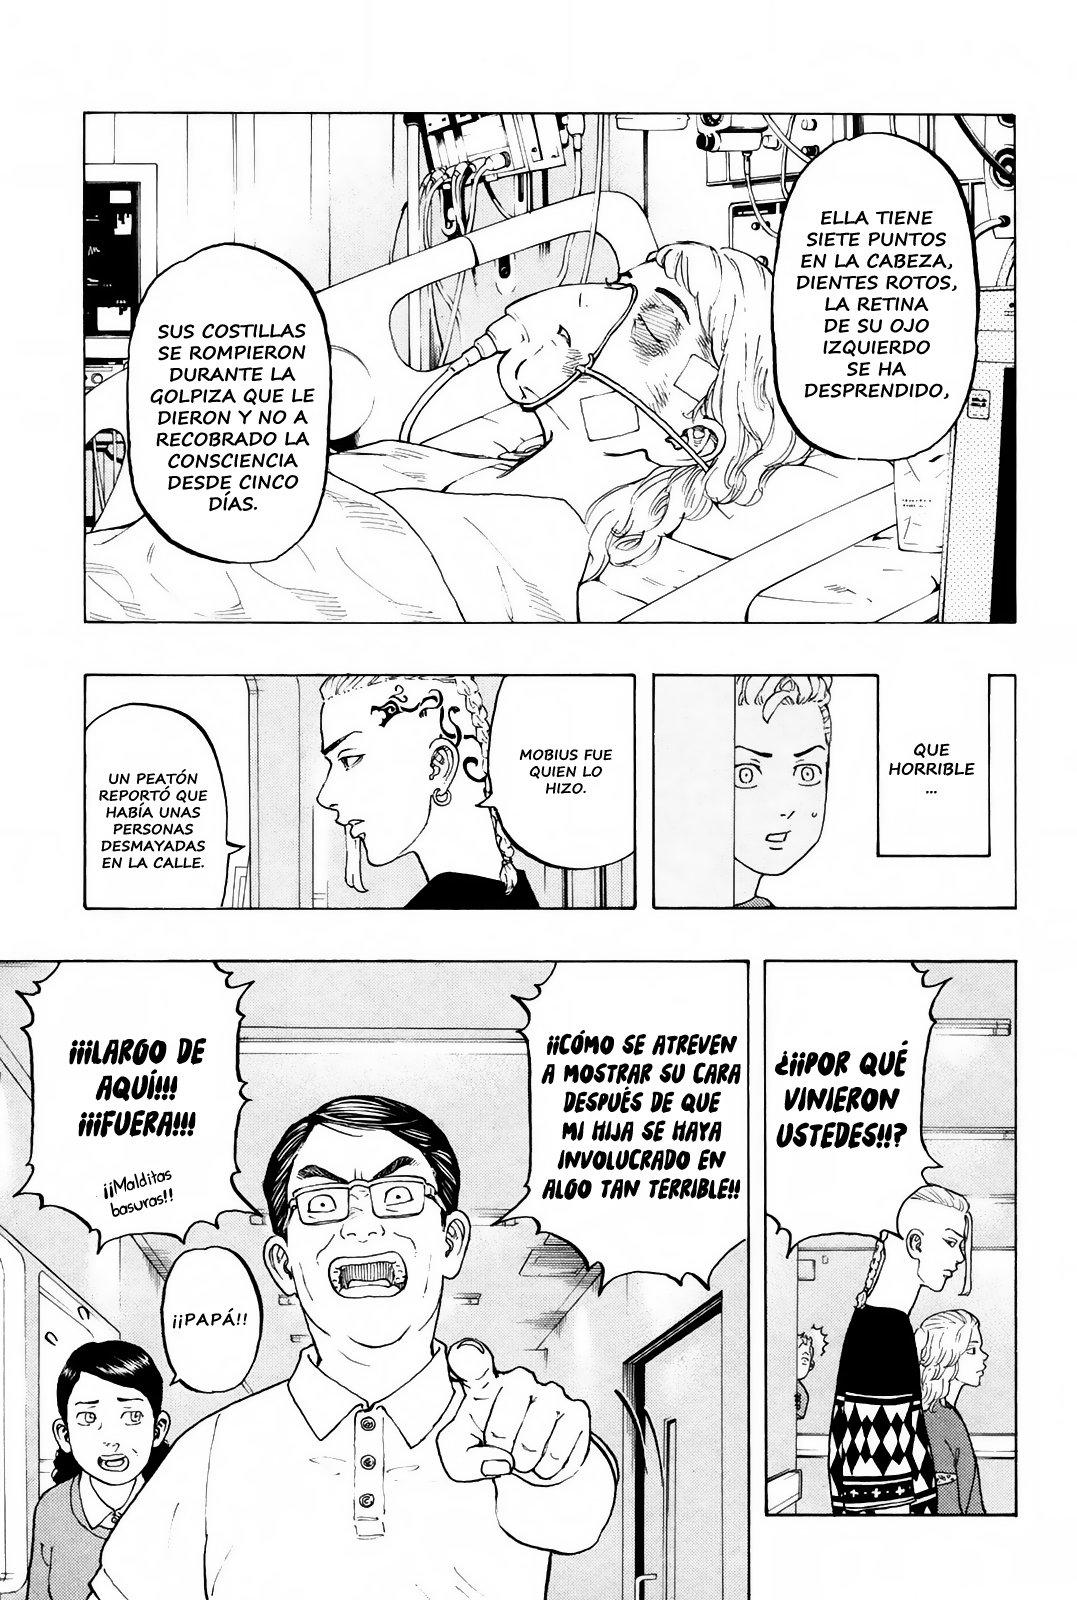 ELLA TIENE
SIETE PUNTOS
EN LA CABEZA,
DIENTES ROTOS,
LA RETINA
DE SU OJO
IZQUIERDO
SE HA
DESPRENDIDO,
SUS COSTILLAS
SE ROMPIERON
DURANTE LA
GOLPIZA QUE LE
DIERON Y NO A
RECOBRADO LA
CONSCIENCIA
DESDE CINCO
DÍAS.
QUE
HORRIBLE
...
MOBIUS FUE
QUIEN LO
HIZO.
UN PEATÓN
REPORTÓ QUE
HABÍA UNAS
PERSONAS
DESMAYADAS
EN LA CALLE.
¿¡¡POR QUÉ
VINIERON
USTEDES!!?
¡¡CÓMO SE ATREVEN
A MOSTRAR SU CARA
DESPUÉS DE QUE
MI HIJA SE HAYA
INVOLUCRADO EN
ALGO TAN TERRIBLE!!
¡¡¡LARGO DE
AQUÍ!!!
¡¡¡FUERA!!!
¡¡Malditas
basuras!!
¡¡PAPÁ!!